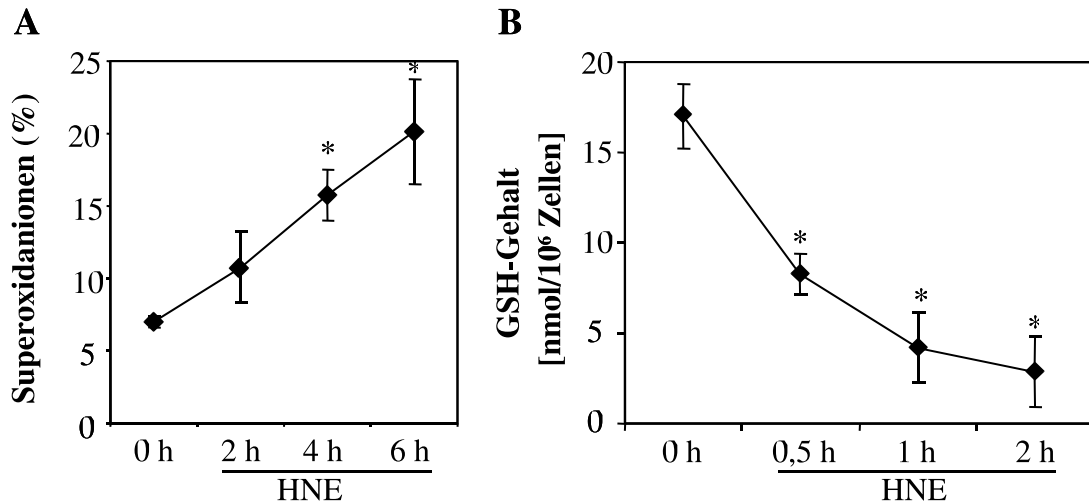 A
Superoxidanionen (%)
25
20
15
10
5
0
*
*
0 h 2 h 4 h 6 h
HNE
B
GSH-Gehalt
[nmol/10⁶ Zellen]
20
15
10
5
0
*
*
*
0 h 0,5 h 1 h 2 h
HNE